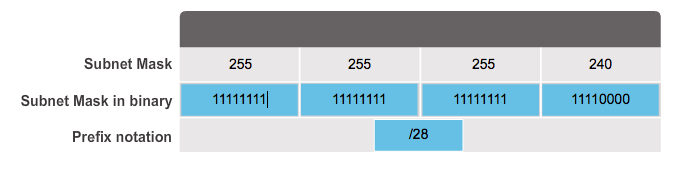 Subnet Mask 255 255 255 240
Subnet Mask in binary 11111111 11111111 11111111 11110000
Prefix notation /28